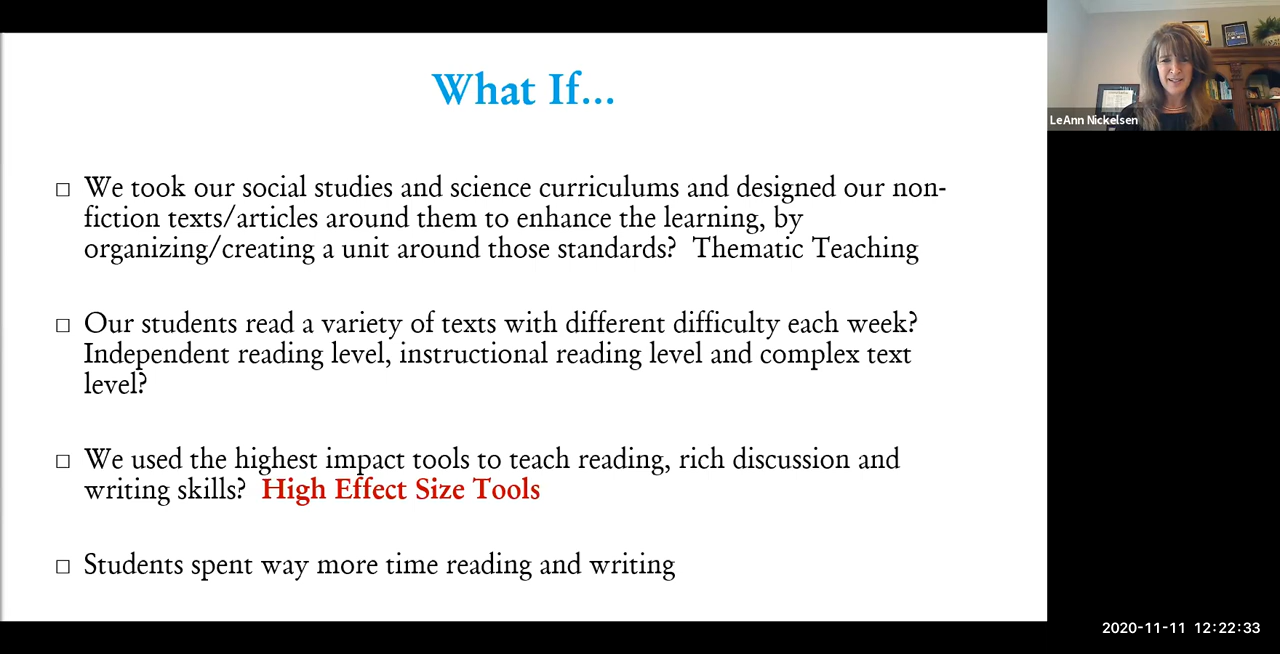 What If...
□ We took our social studies and science curriculums and designed our non-
fiction texts/articles around them to enhance the learning, by
organizing/creating a unit around those standards?  Thematic Teaching
□ Our students read a variety of texts with different difficulty each week?
Independent reading level, instructional reading level and complex text
level?
□ We used the highest impact tools to teach reading, rich discussion and
writing skills?  High Effect Size Tools
□ Students spent way more time reading and writing
LeAnn Nickelsen
2020-11-11 12:22:33